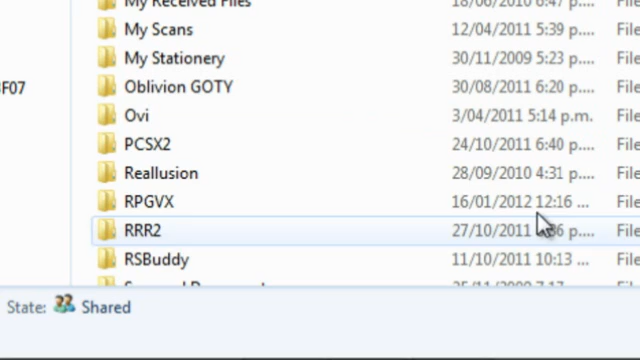 My Received Files 18/06/2010 6:47 p....
My Scans 12/04/2011 5:39 p.... File
My Stationery 30/11/2009 5:23 p.... File
F07 Oblivion GOTY 30/08/2011 6:20 p.... File
Ovi 3/04/2011 5:14 p.m. File
PCSX2 24/10/2011 6:40 p.... File
Reallusion 28/09/2010 4:31 p.... File
RPGVX 16/01/2012 12:16 ... File
RRR2 27/10/2011 6 p.... File
RSBuddy 11/10/2011 10:13 ... File
State: Shared